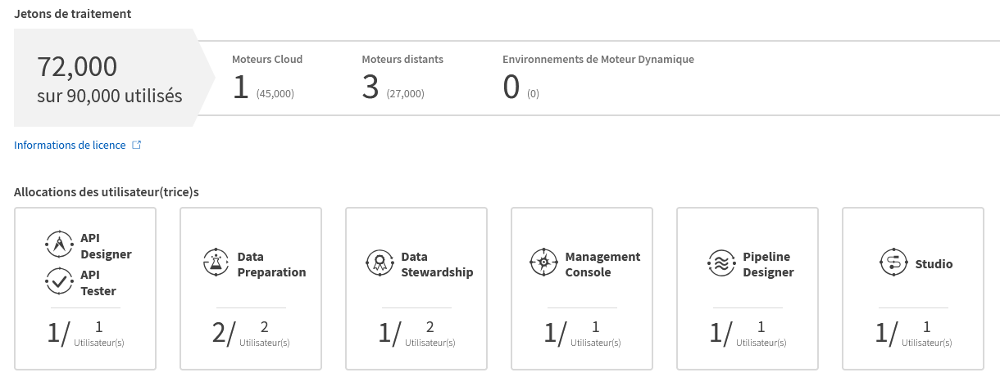 Jetons de traitement
72,000
sur 90,000 utilisés
Moteurs Cloud
1 (45,000)
Moteurs distants
3 (27,000)
Environnements de Moteur Dynamique
0 (0)
Informations de licence
Allocations des utilisateur(trice)s
API
Designer
API
Tester
1/ 1
Utilisateur(s)
Data
Preparation
2/ 2
Utilisateur(s)
Data
Stewardship
1/ 2
Utilisateur(s)
Management
Console
1/ 1
Utilisateur(s)
Pipeline
Designer
1/ 1
Utilisateur(s)
Studio
1/ 1
Utilisateur(s)